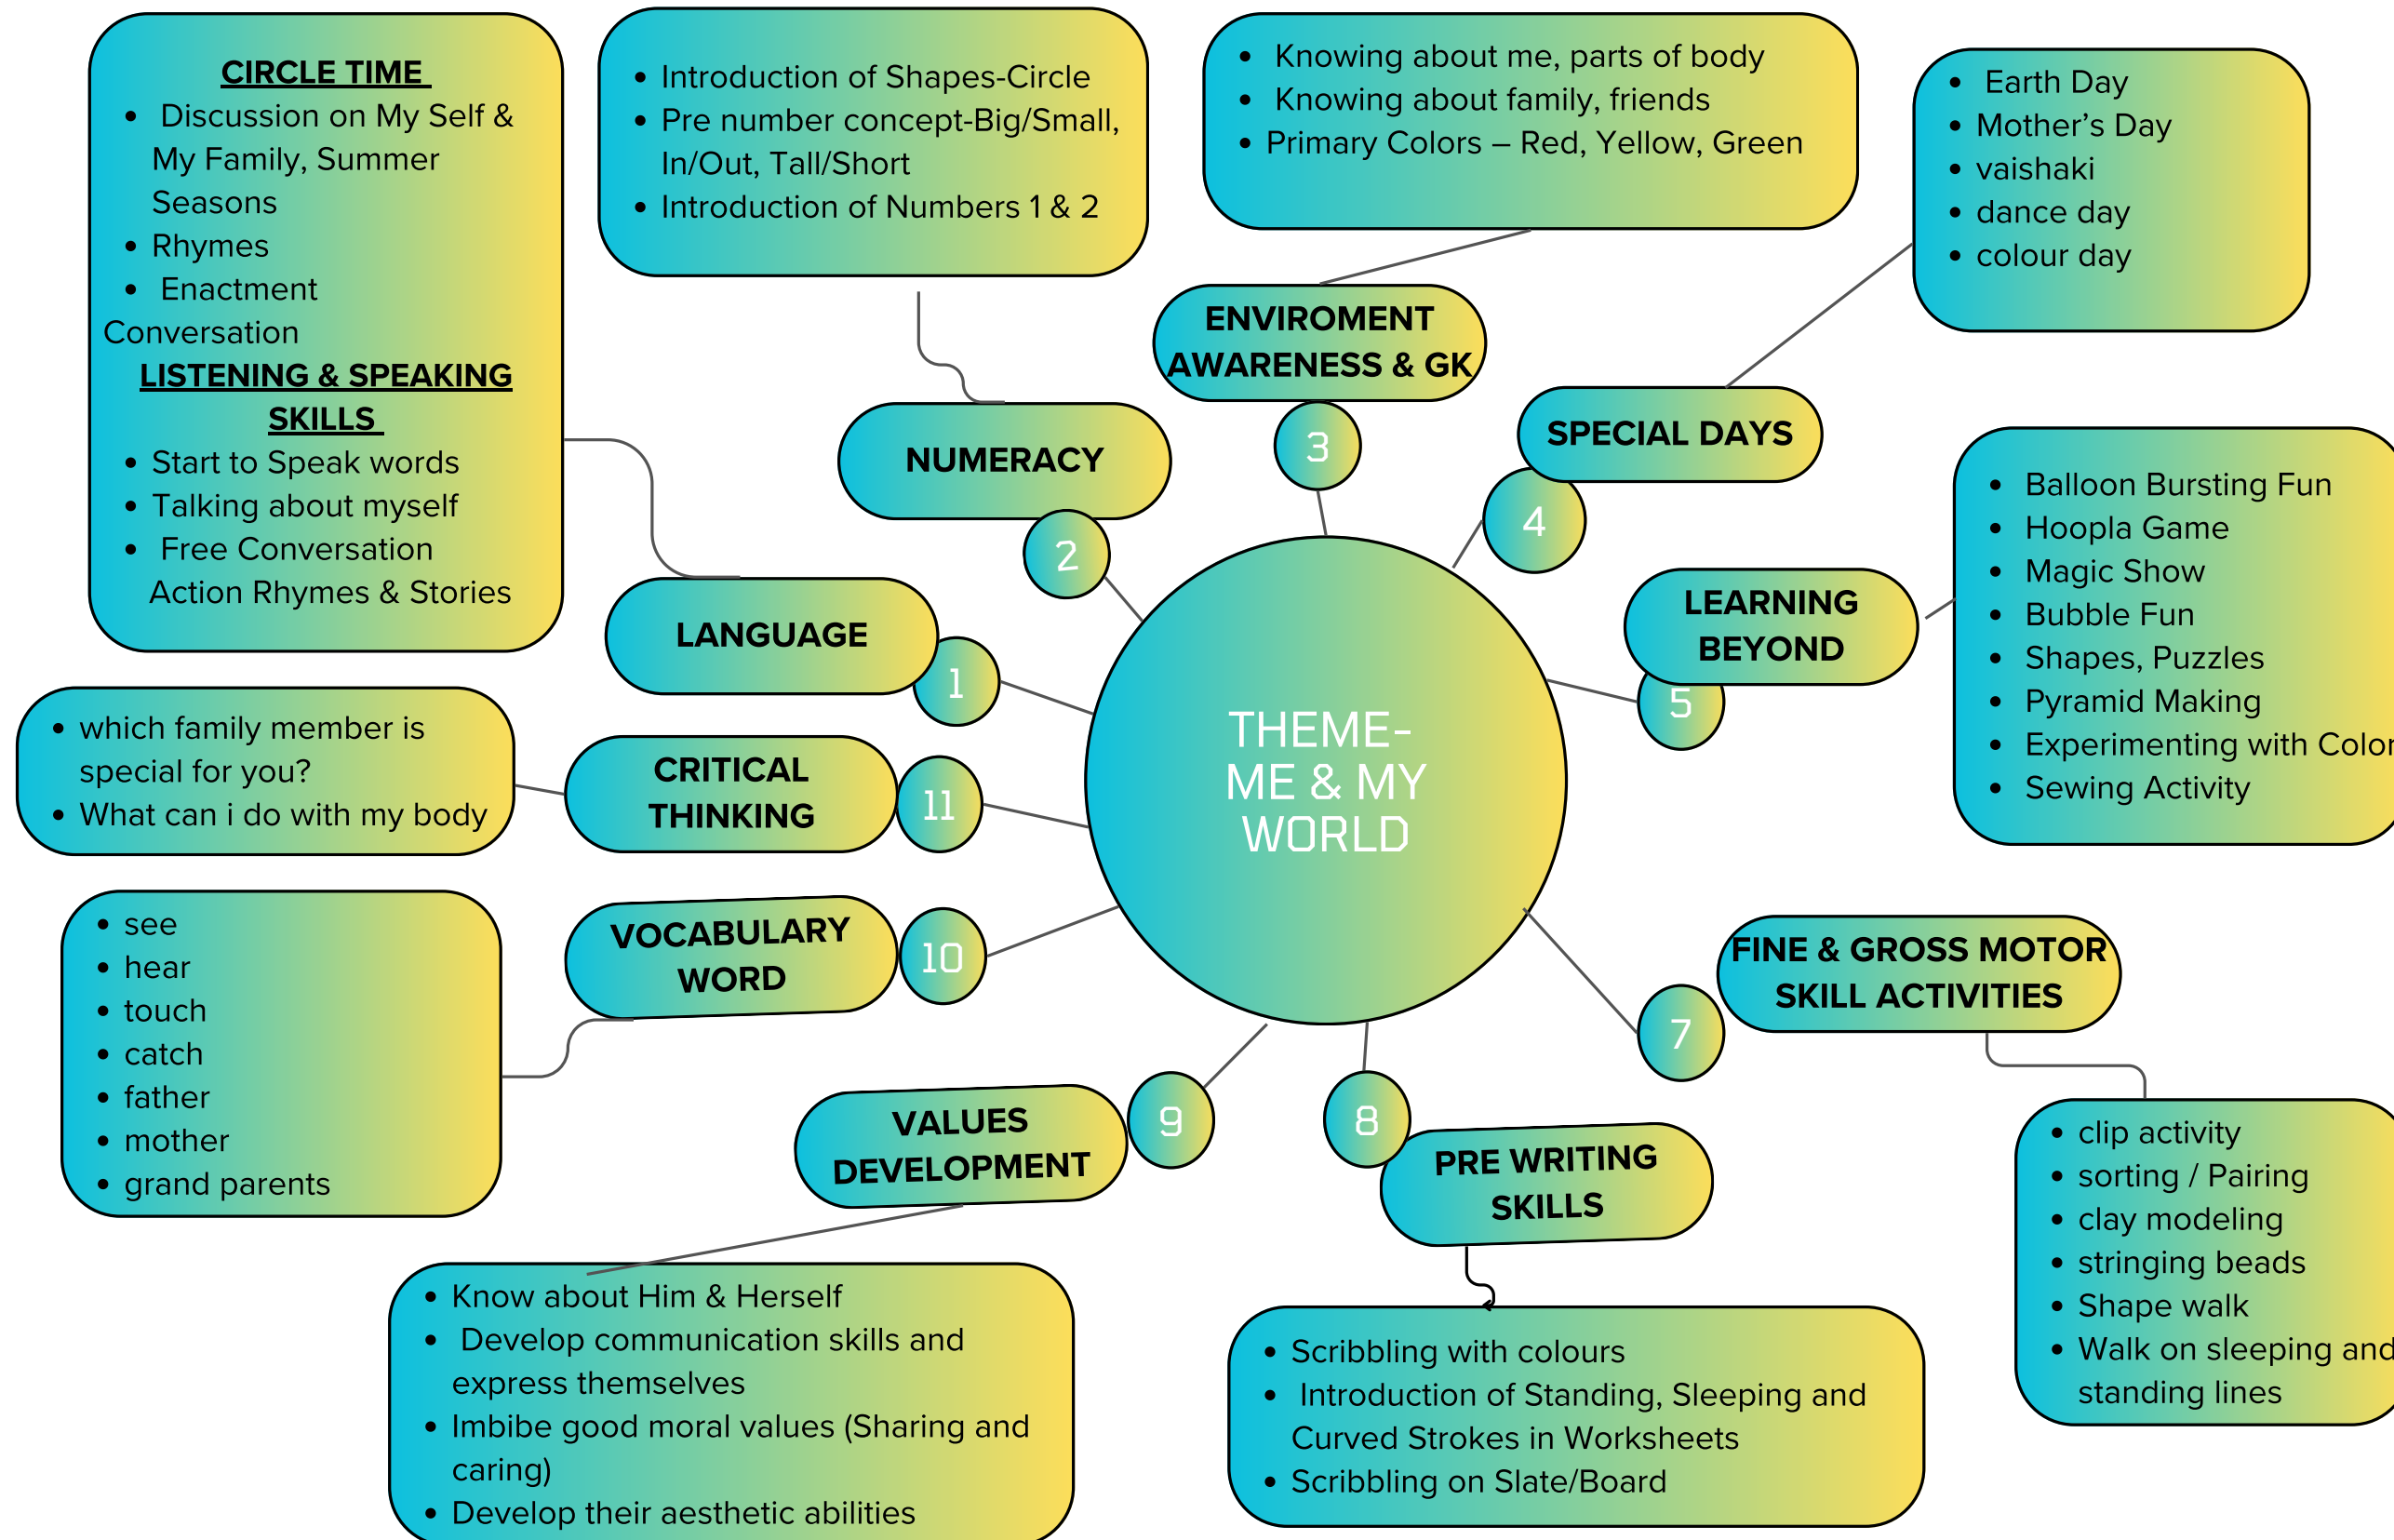 CIRCLE TIME
• Discussion on My Self &
My Family, Summer
Seasons
• Rhymes
• Enactment
Conversation
LISTENING & SPEAKING
SKILLS
• Start to Speak words
• Talking about myself
• Free Conversation
Action Rhymes & Stories
• Introduction of Shapes-Circle
• Pre number concept-Big/Small,
In/Out, Tall/Short
• Introduction of Numbers 1 & 2
• Knowing about me, parts of body
• Knowing about family, friends
• Primary Colors – Red, Yellow, Green
• Earth Day
• Mother's Day
• vaishaki
• dance day
• colour day
ENVIROMENT
AWARENESS & GK
3
SPECIAL DAYS
4
NUMERACY
2
LANGUAGE
1
LEARNING
BEYOND
5
• Balloon Bursting Fun
• Hoopla Game
• Magic Show
• Bubble Fun
• Shapes, Puzzles
• Pyramid Making
• Experimenting with Color
• Sewing Activity
THEME-
ME & MY
WORLD
• which family member is
special for you?
• What can i do with my body
CRITICAL
THINKING
11
• see
• hear
• touch
• catch
• father
• mother
• grand parents
VOCABULARY
WORD
10
FINE & GROSS MOTOR
SKILL ACTIVITIES
7
• clip activity
• sorting / Pairing
• clay modeling
• stringing beads
• Shape walk
• Walk on sleeping and
standing lines
VALUES
DEVELOPMENT
9
8
PRE WRITING
SKILLS
• Know about Him & Herself
• Develop communication skills and
express themselves
• Imbibe good moral values (Sharing and
caring)
• Develop their aesthetic abilities
• Scribbling with colours
• Introduction of Standing, Sleeping and
Curved Strokes in Worksheets
• Scribbling on Slate/Board